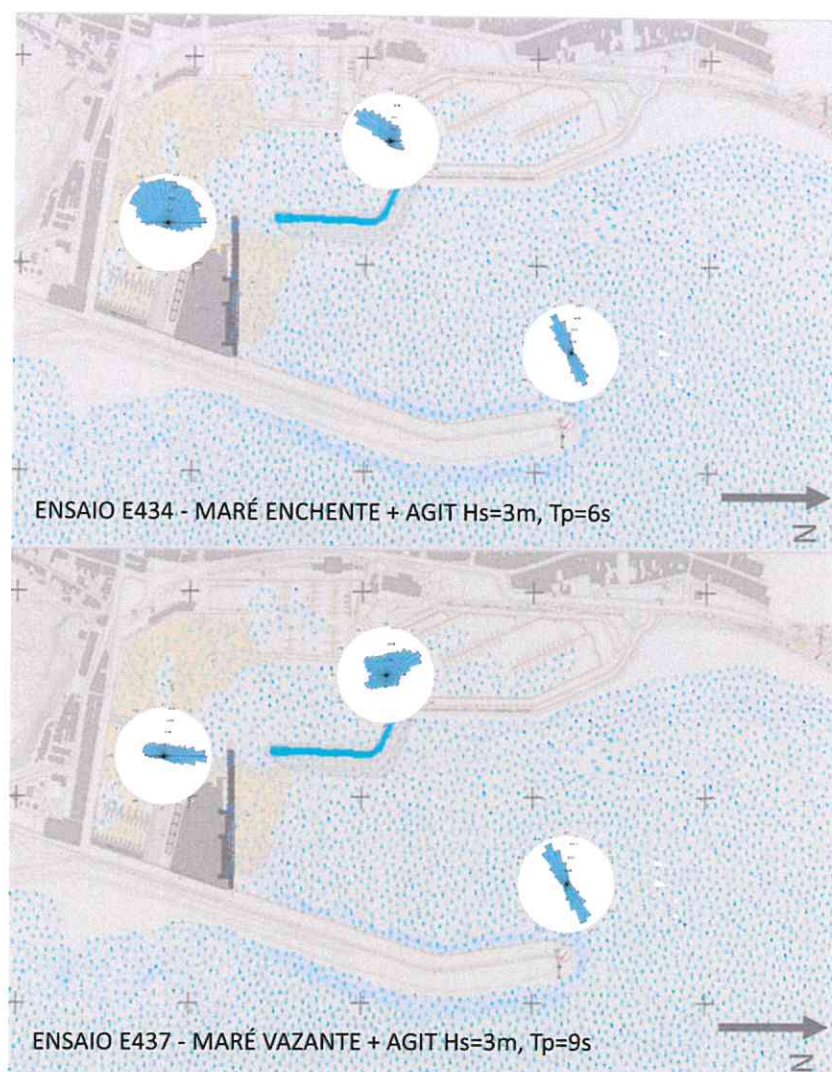 ENSAIO E434 - MARÉ ENCHENTE + AGIT Hs=3m, Tp=6s
N
ENSAIO E437 - MARÉ VAZANTE + AGIT Hs=3m, Tp=9s
N